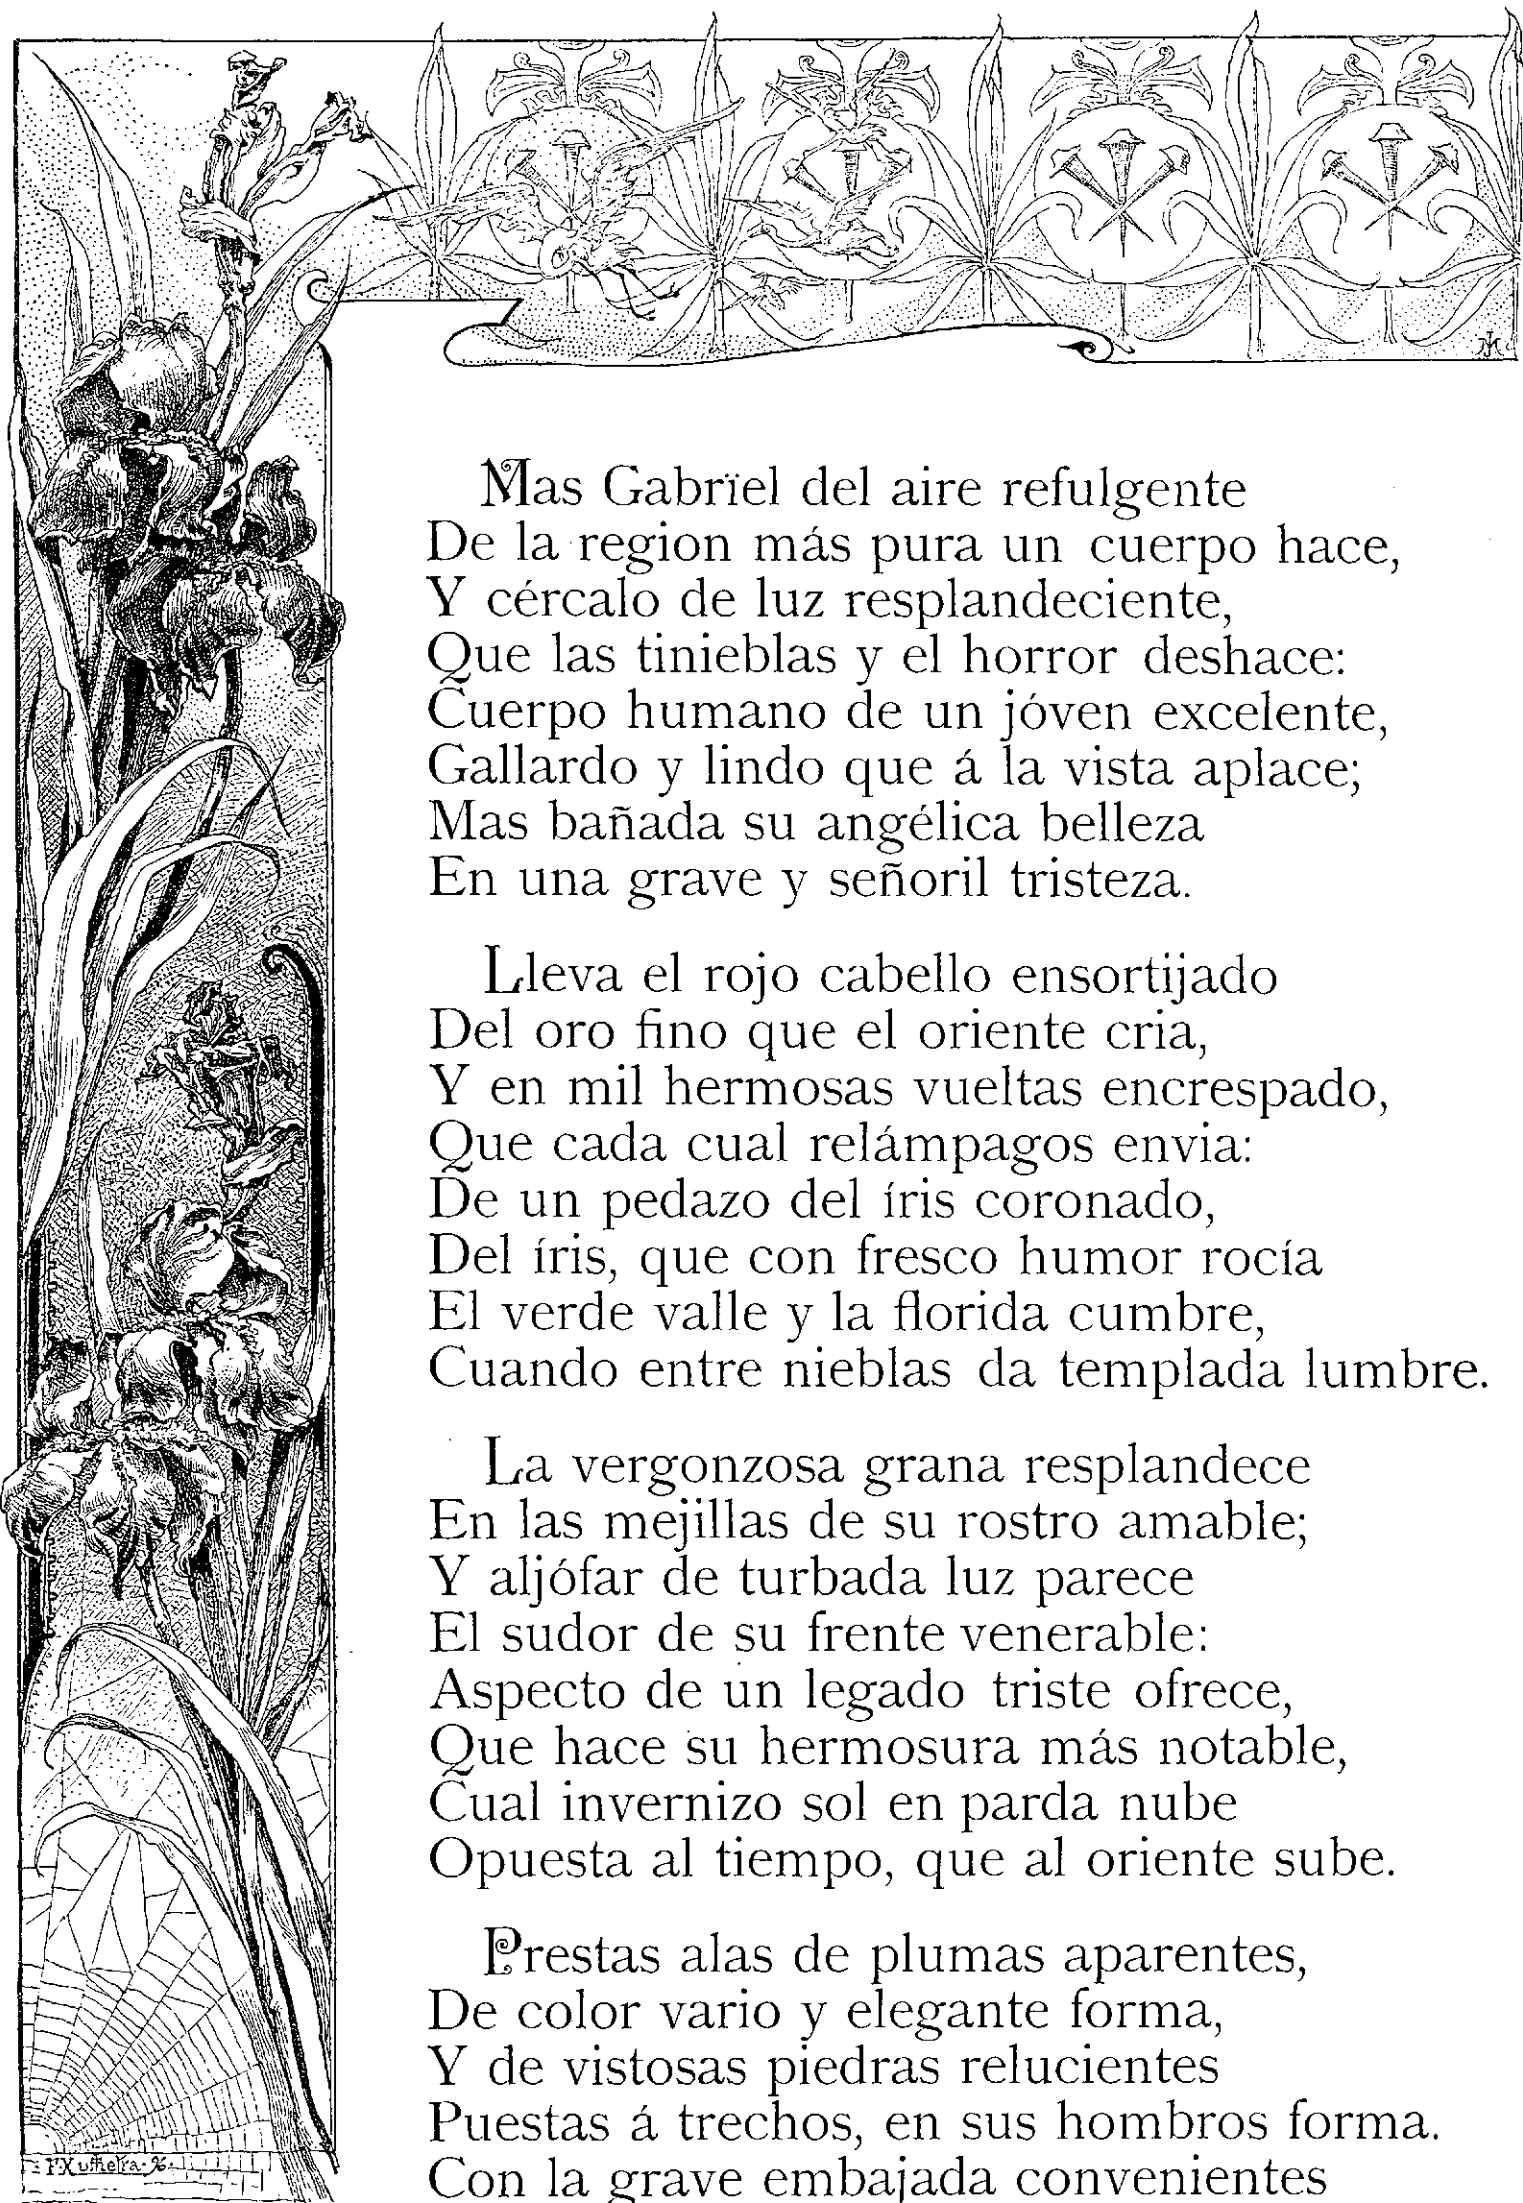 Mas Gabrïel del aire refulgente
De la region más pura un cuerpo hace,
Y cércalo de luz resplandeciente,
Que las tinieblas y el horror deshace:
Cuerpo humano de un jóven excelente,
Gallardo y lindo que á la vista aplace;
Mas bañada su angélica belleza
En una grave y señoril tristeza.
Lleva el rojo cabello ensortijado
Del oro fino que el oriente cria,
Y en mil hermosas vueltas encrespado,
Que cada cual relámpagos envia:
De un pedazo del íris coronado,
Del íris, que con fresco humor rocía
El verde valle y la florida cumbre,
Cuando entre nieblas da templada lumbre.
La vergonzosa grana resplandece
En las mejillas de su rostro amable;
Y aljófar de turbada luz parece
El sudor de su frente venerable:
Aspecto de un legado triste ofrece,
Que hace su hermosura más notable,
Cual invernizo sol en parda nube
Opuesta al tiempo, que al oriente sube.
Prestas alas de plumas aparentes,
De color vario y elegante forma,
Y de vistosas piedras relucientes
Puestas á trechos, en sus hombros forma.
Con la grave embajada convenientes